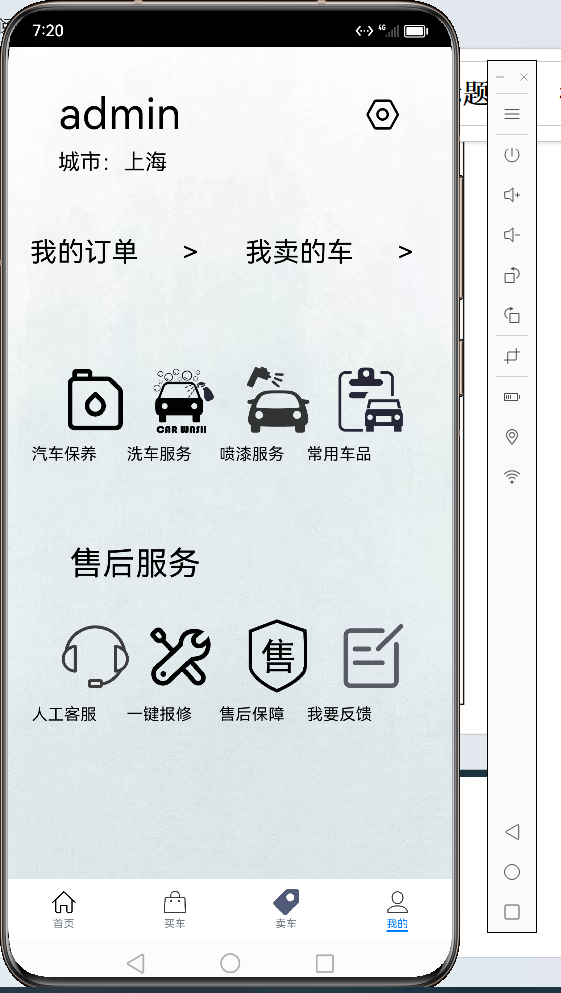 7:20
4G
题
admin
城市：上海
我的订单 > 我卖的车 >
CAR WASH
汽车保养 洗车服务 喷漆服务 常用车品
售后服务
售
人工客服 一键报修 售后保障 我要反馈
首页 买车 卖车 我的